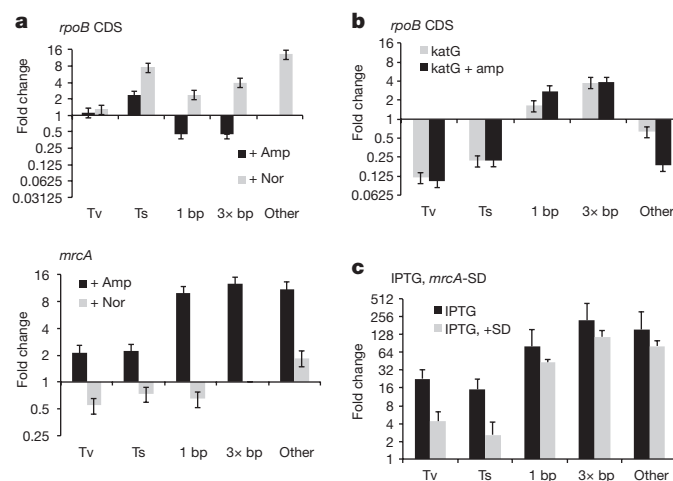 a
rpoB CDS
Fold change
16
8
4
2
1
0.5
0.25
0.125
0.0625
0.03125
+ Amp
+ Nor
Tv Ts 1 bp 3× bp Other
b
rpoB CDS
Fold change
16
4
1
0.25
0.125
0.0625
katG
katG + amp
Tv Ts 1 bp 3× bp Other
mrcA
Fold change
16
4
2
1
0.5
0.25
+ Amp
+ Nor
Tv Ts 1 bp 3× bp Other
c
IPTG, mrcA-SD
Fold change
512
256
128
64
32
16
8
4
2
1
IPTG
IPTG, +SD
Tv Ts 1 bp 3× bp Other